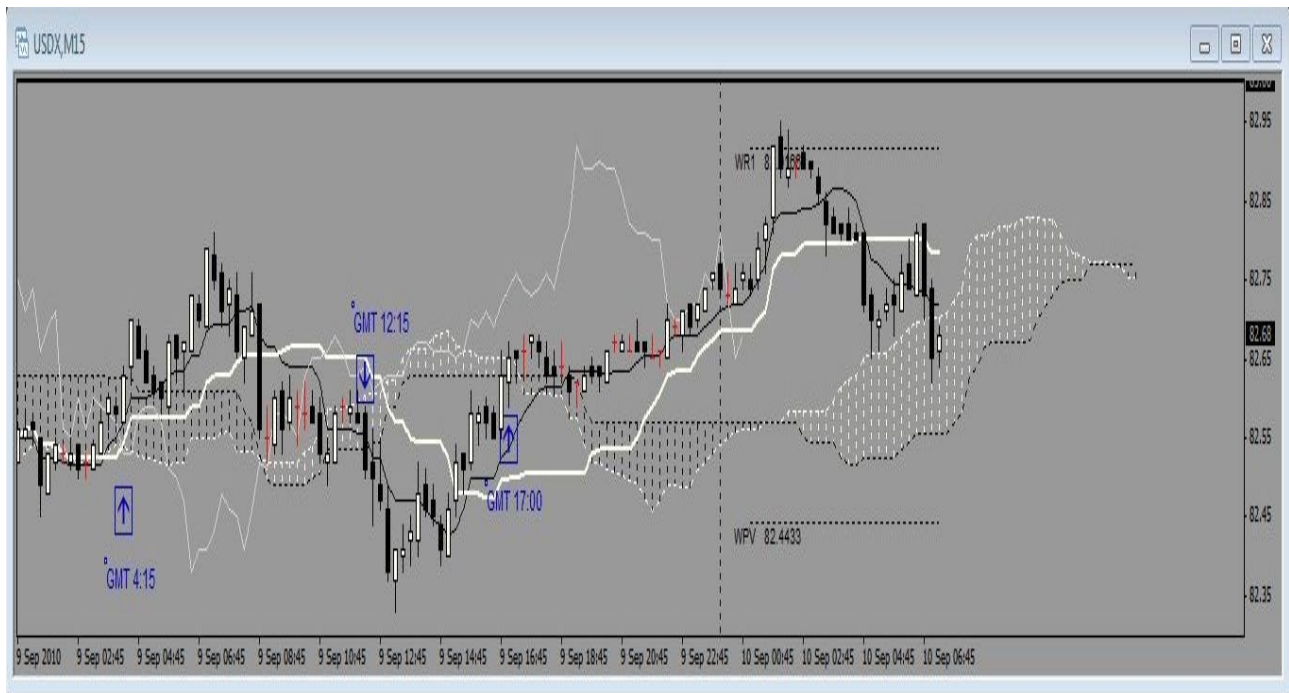 USDX,M15
82.95
WR1
82.85
82.75
GMT 12:15
82.68
82.65
82.55
GMT 17:00
82.45
WPV 82.4433
GMT 4:15
82.35
9 Sep 2010 9 Sep 02:45 9 Sep 04:45 9 Sep 06:45 9 Sep 08:45 9 Sep 10:45 9 Sep 12:45 9 Sep 14:45 9 Sep 16:45 9 Sep 18:45 9 Sep 20:45 9 Sep 22:45 10 Sep 00:45 10 Sep 02:45 10 Sep 04:45 10 Sep 06:45